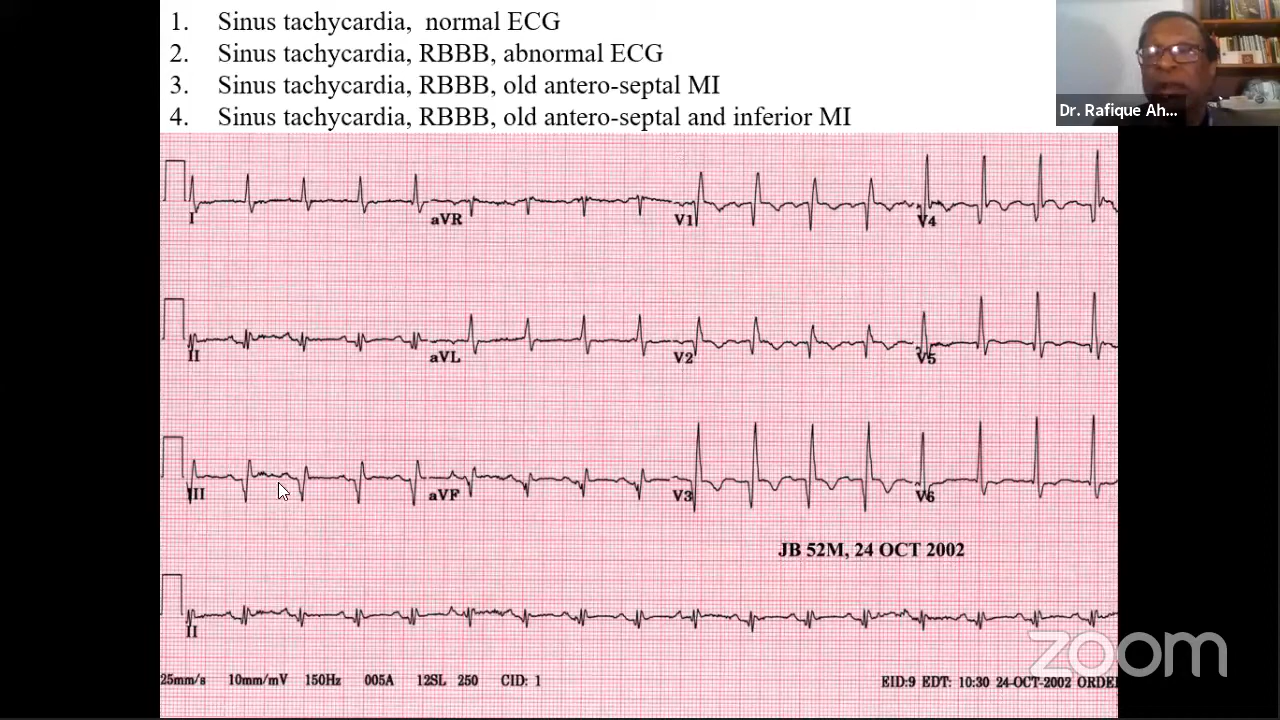 1. Sinus tachycardia, normal ECG
2. Sinus tachycardia, RBBB, abnormal ECG
3. Sinus tachycardia, RBBB, old antero-septal MI
4. Sinus tachycardia, RBBB, old antero-septal and inferior MI
Dr. Rafique Ah...
I aVR V1 V4
II aVL V2 V5
III aVF V3 V6
JB 52M, 24 OCT 2002
II
zoom
25mm/s 10mm/mV 150Hz 005A 12SL 250 CID: 1 EID:9 EDT: 10:30 24-OCT-2002 ORDE